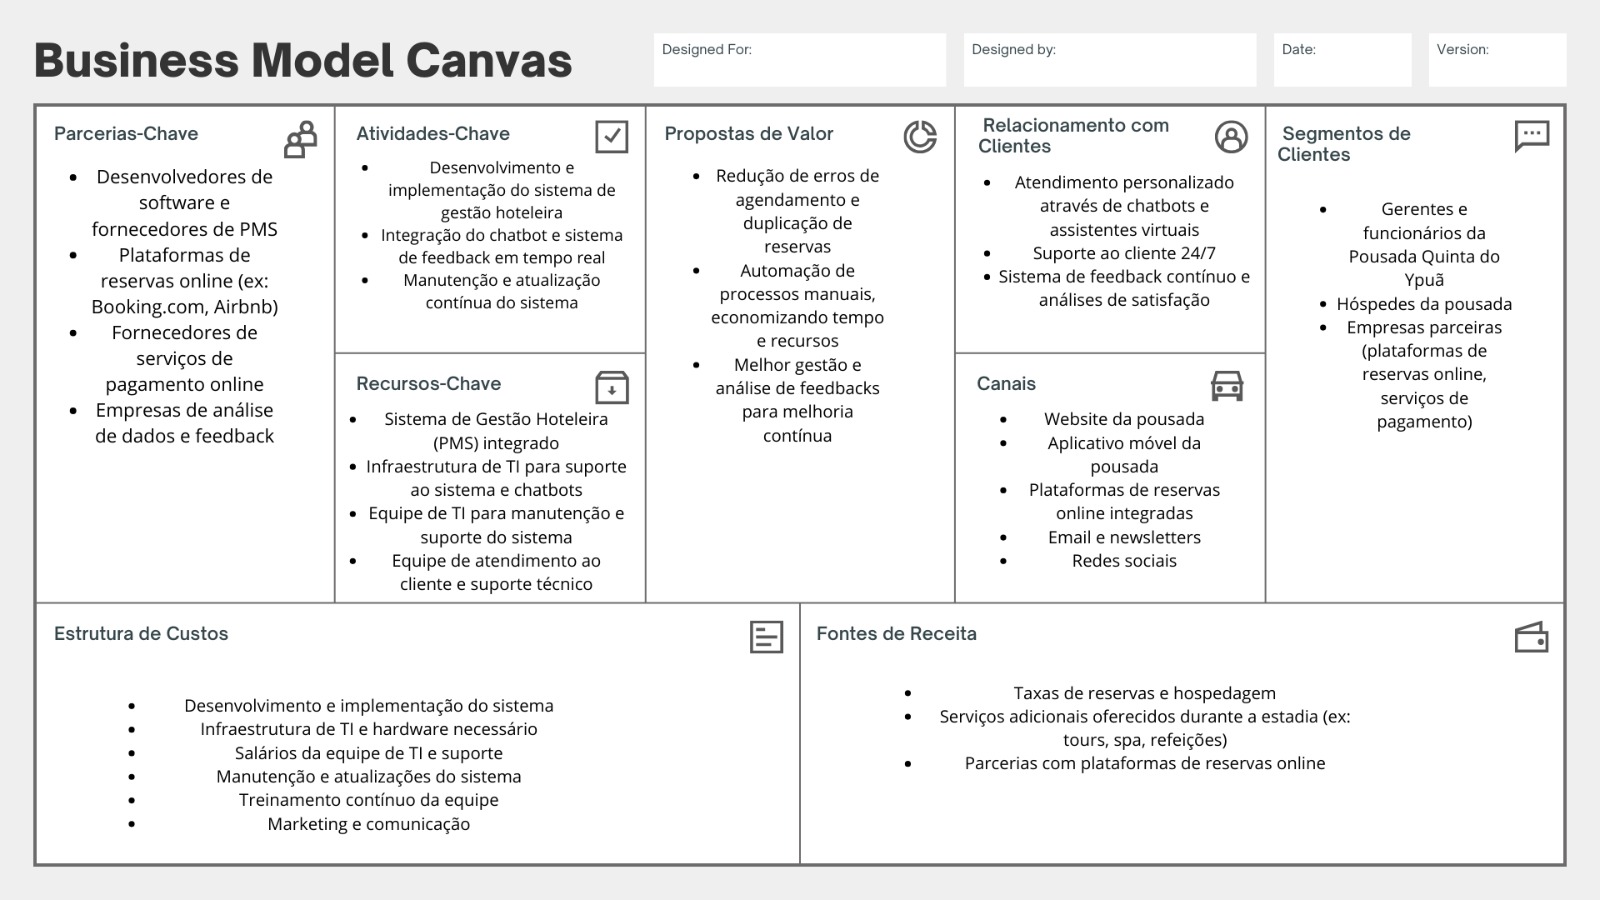 Business Model Canvas
Designed For:
Designed by:
Date:
Version:
Parcerias-Chave
• Desenvolvedores de
software e
fornecedores de PMS
• Plataformas de
reservas online (ex:
Booking.com, Airbnb)
• Fornecedores de
serviços de
pagamento online
• Empresas de análise
de dados e feedback
Atividades-Chave
• Desenvolvimento e
implementação do sistema de
gestão hoteleira
• Integração do chatbot e sistema
de feedback em tempo real
• Manutenção e atualização
contínua do sistema
Recursos-Chave
• Sistema de Gestão Hoteleira
(PMS) integrado
• Infraestrutura de TI para suporte
ao sistema e chatbots
• Equipe de TI para manutenção e
suporte do sistema
• Equipe de atendimento ao
cliente e suporte técnico
Propostas de Valor
• Redução de erros de
agendamento e
duplicação de
reservas
• Automação de
processos manuais,
economizando tempo
e recursos
• Melhor gestão e
análise de feedbacks
para melhoria
contínua
Relacionamento com
Clientes
• Atendimento personalizado
através de chatbots e
assistentes virtuais
• Suporte ao cliente 24/7
• Sistema de feedback contínuo e
análises de satisfação
Canais
• Website da pousada
• Aplicativo móvel da
pousada
• Plataformas de reservas
online integradas
• Email e newsletters
• Redes sociais
Segmentos de
Clientes
• Gerentes e
funcionários da
Pousada Quinta do
Ypuã
• Hóspedes da pousada
• Empresas parceiras
(plataformas de
reservas online,
serviços de
pagamento)
Estrutura de Custos
• Desenvolvimento e implementação do sistema
• Infraestrutura de TI e hardware necessário
• Salários da equipe de TI e suporte
• Manutenção e atualizações do sistema
• Treinamento contínuo da equipe
• Marketing e comunicação
Fontes de Receita
• Taxas de reservas e hospedagem
• Serviços adicionais oferecidos durante a estadia (ex:
tours, spa, refeições)
• Parcerias com plataformas de reservas online